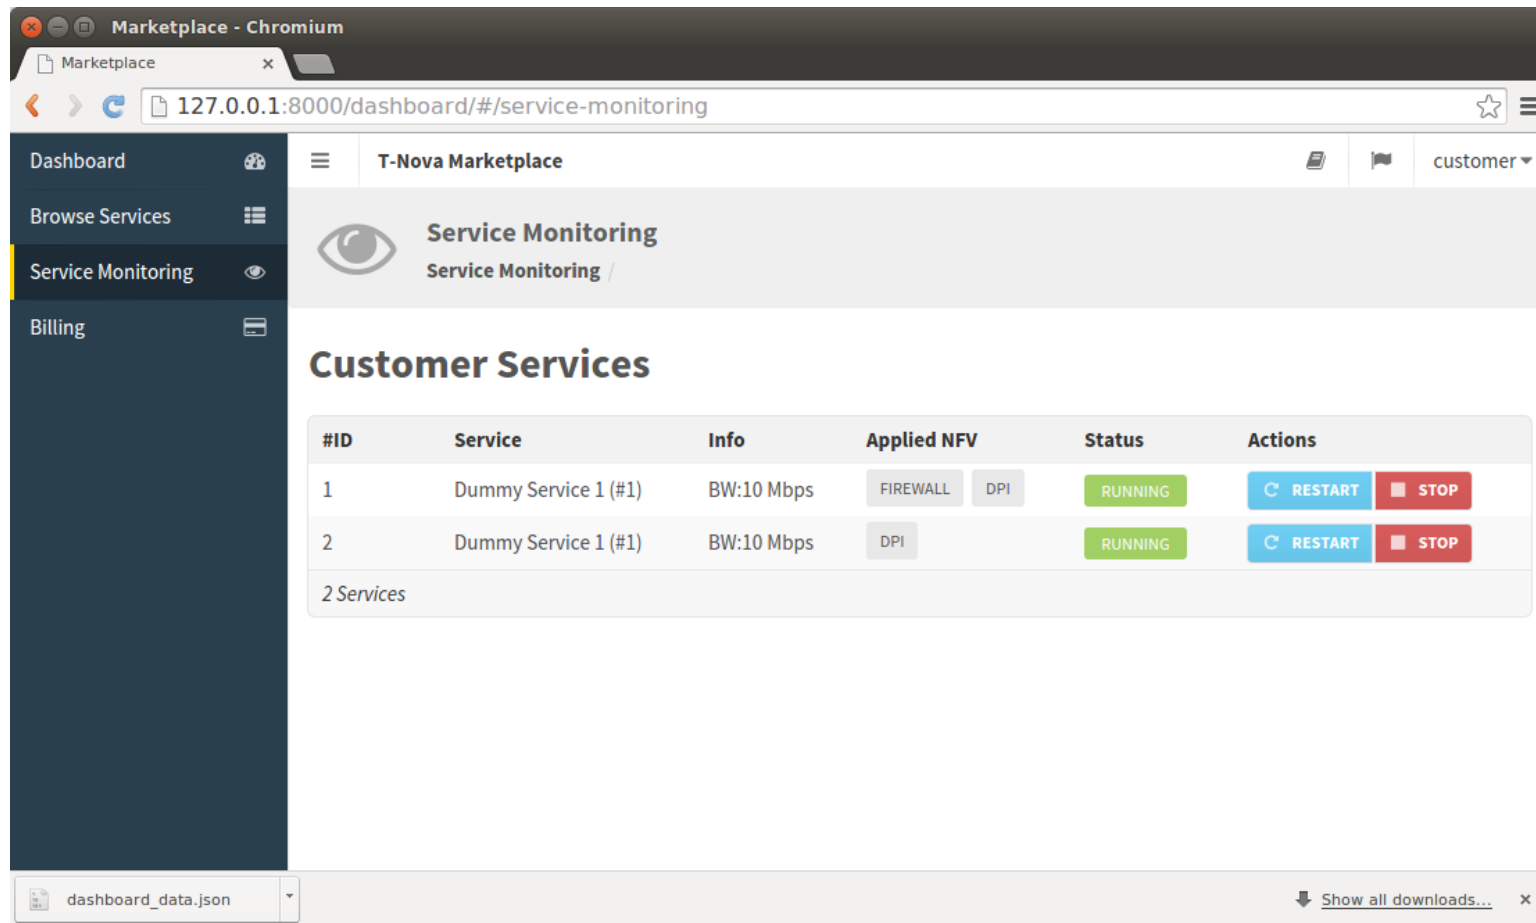 Marketplace - Chromium
Marketplace
127.0.0.1:8000/dashboard/#/service-monitoring
Dashboard
T-Nova Marketplace
customer
Browse Services
Service Monitoring
Billing
Service Monitoring
Service Monitoring /
Customer Services
#ID Service Info Applied NFV Status Actions
1 Dummy Service 1 (#1) BW:10 Mbps FIREWALL DPI RUNNING RESTART STOP
2 Dummy Service 1 (#1) BW:10 Mbps DPI RUNNING RESTART STOP
2 Services
dashboard_data.json
Show all downloads...